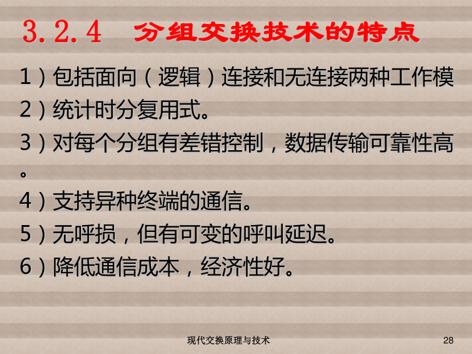 3.2.4 分组交换技术的特点
1）包括面向（逻辑）连接和无连接两种工作模
2）统计时分复用式。
3）对每个分组有差错控制，数据传输可靠性高
。
4）支持异种终端的通信。
5）无呼损，但有可变的呼叫延迟。
6）降低通信成本，经济性好。
现代交换原理与技术
28